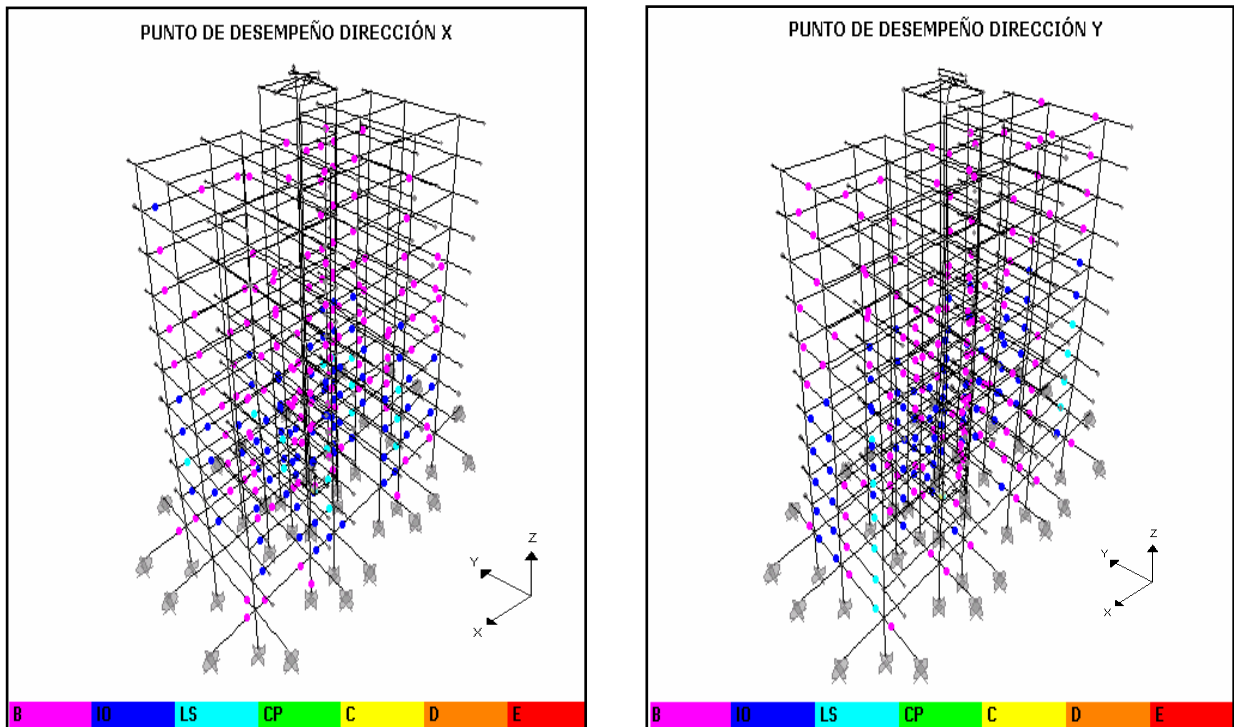 PUNTO DE DESEMPEÑO DIRECCIÓN X
Z
Y
X
B IO LS CP C D E
PUNTO DE DESEMPEÑO DIRECCIÓN Y
Z
Y
X
B IO LS CP C D E